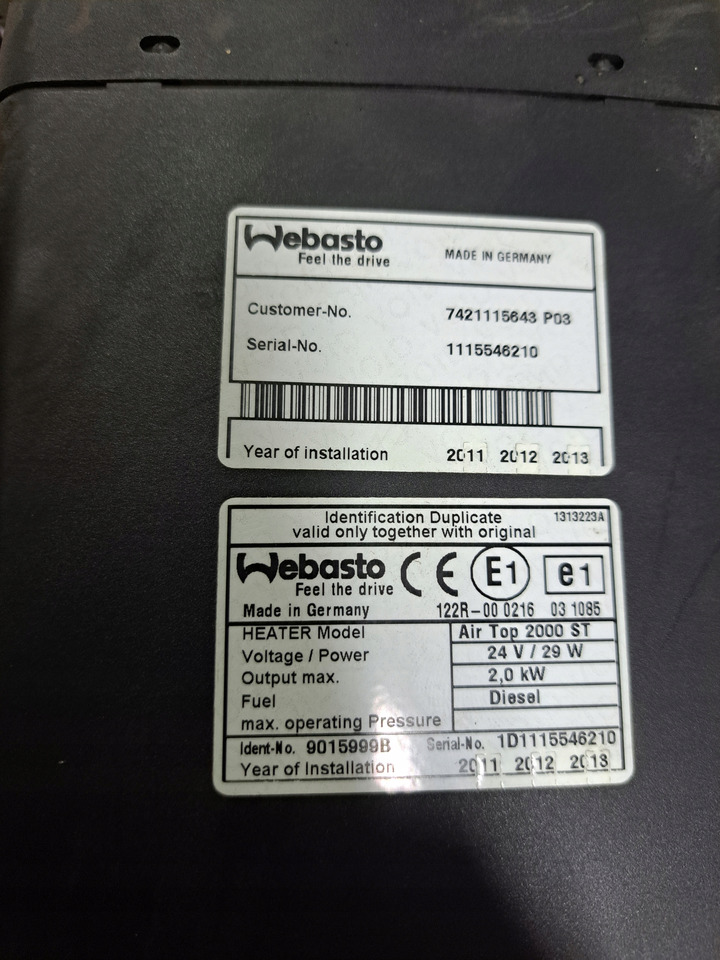 Webasto
Feel the drive
MADE IN GERMANY
Customer-No. 7421115643 P03
Serial-No. 1115546210
Year of installation 2011 2012 2013
Identification Duplicate 1313223A
valid only together with original
Webasto CE E1 e1
Feel the drive
Made in Germany 122R-00 0216 03 1085
HEATER Model Air Top 2000 ST
Voltage / Power 24 V / 29 W
Output max. 2,0 kW
Fuel Diesel
max. operating Pressure
Ident-No. 9015999B Serial-No. 1D1115546210
Year of Installation 2011 2012 2013